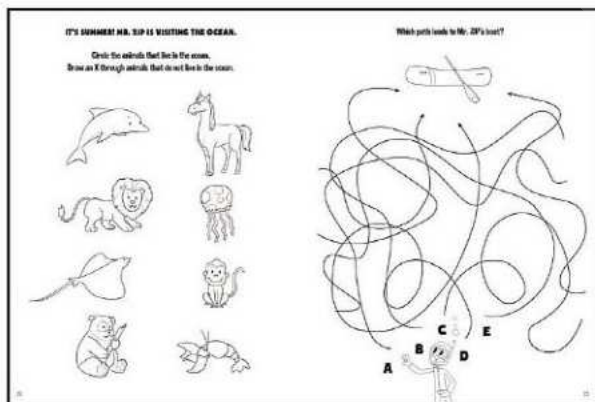 IT'S SUMMER! MR. ZIP IS VISITING THE OCEAN.
Circle the animals that live in the ocean.
Draw an X through animals that do not live in the ocean.
Which path leads to Mr. ZIP's boat?
C
E
B
D
A